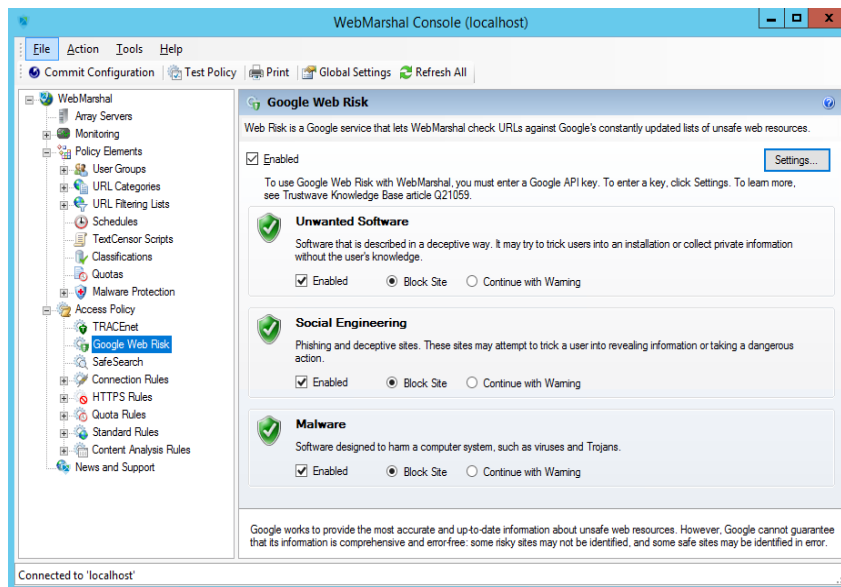 WebMarshal Console (localhost)
File Action Tools Help
Commit Configuration Test Policy Print Global Settings Refresh All
WebMarshal
Array Servers
Monitoring
Policy Elements
User Groups
URL Categories
URL Filtering Lists
Schedules
TextCensor Scripts
Classifications
Quotas
Malware Protection
Access Policy
TRACEnet
Google Web Risk
SafeSearch
Connection Rules
HTTPS Rules
Quota Rules
Standard Rules
Content Analysis Rules
News and Support
Google Web Risk
Web Risk is a Google service that lets WebMarshal check URLs against Google's constantly updated lists of unsafe web resources.
Enabled
Settings...
To use Google Web Risk with WebMarshal, you must enter a Google API key. To enter a key, click Settings. To learn more,
see Trustwave Knowledge Base article Q21059.
Unwanted Software
Software that is described in a deceptive way. It may try to trick users into an installation or collect private information
without the user's knowledge.
Enabled Block Site Continue with Warning
Social Engineering
Phishing and deceptive sites. These sites may attempt to trick a user into revealing information or taking a dangerous
action.
Enabled Block Site Continue with Warning
Malware
Software designed to harm a computer system, such as viruses and Trojans.
Enabled Block Site Continue with Warning
Google works to provide the most accurate and up-to-date information about unsafe web resources. However, Google cannot guarantee
that its information is comprehensive and error-free: some risky sites may not be identified, and some safe sites may be identified in error.
Connected to 'localhost'